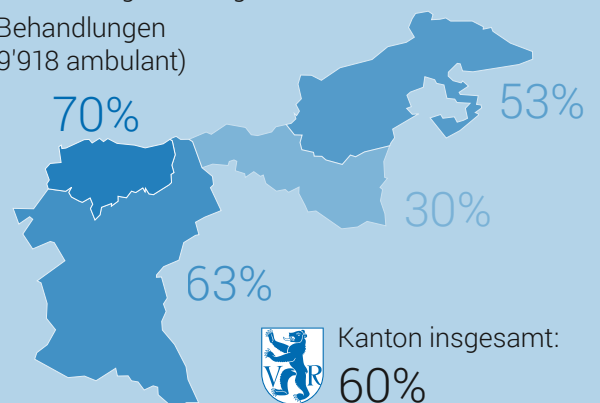 Behandlungen
9'918 ambulant)
70%
53%
30%
63%
Kanton insgesamt:
60%
V R